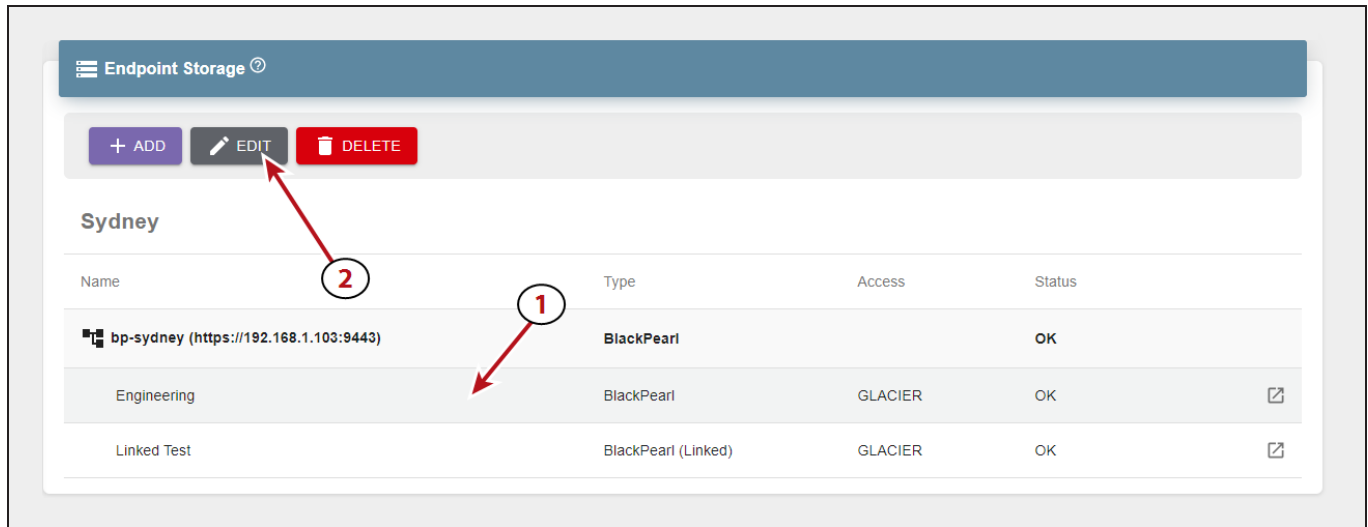 Endpoint Storage ?
+ ADD EDIT DELETE
Sydney
Name Type Access Status
bp-sydney (https://192.168.1.103:9443) BlackPearl OK
Engineering BlackPearl GLACIER OK
Linked Test BlackPearl (Linked) GLACIER OK
2
1